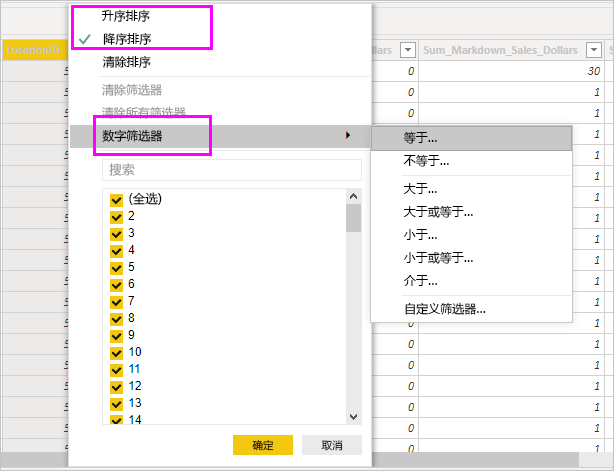 升序排序
降序排序
清除排序
清除筛选器
清除所有筛选器
数字筛选器
搜索
(全选)
2
3
4
5
6
7
8
9
10
11
12
13
14
确定 取消
等于...
不等于...
大于...
大于或等于...
小于...
小于或等于...
介于...
自定义筛选器...
LocationID
Sum_Markdown_Sales_Dollars
0 30
0 1
0 1
0 1
1
1
1
1
1
1
1
1
1
1
1
0 1
0 1
0 1
0 1
0 1
0 1
0 1